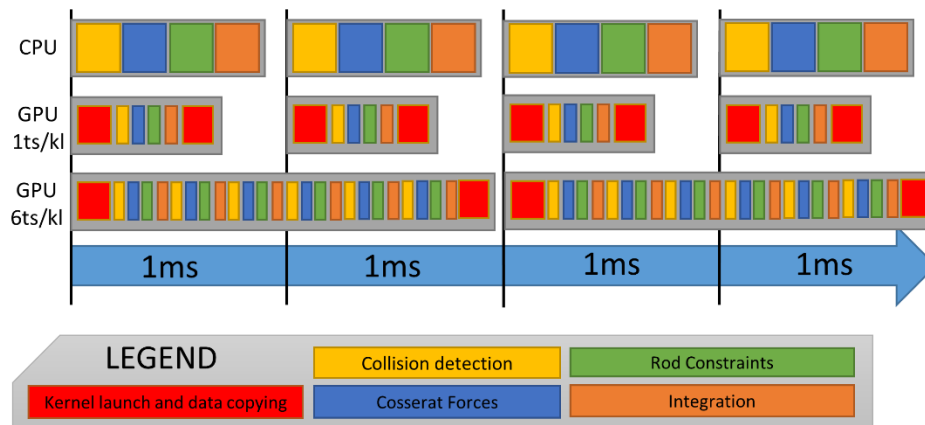 CPU
GPU
1ts/kl
GPU
6ts/kl
1ms 1ms 1ms 1ms
LEGEND
Collision detection
Rod Constraints
Kernel launch and data copying
Cosserat Forces
Integration